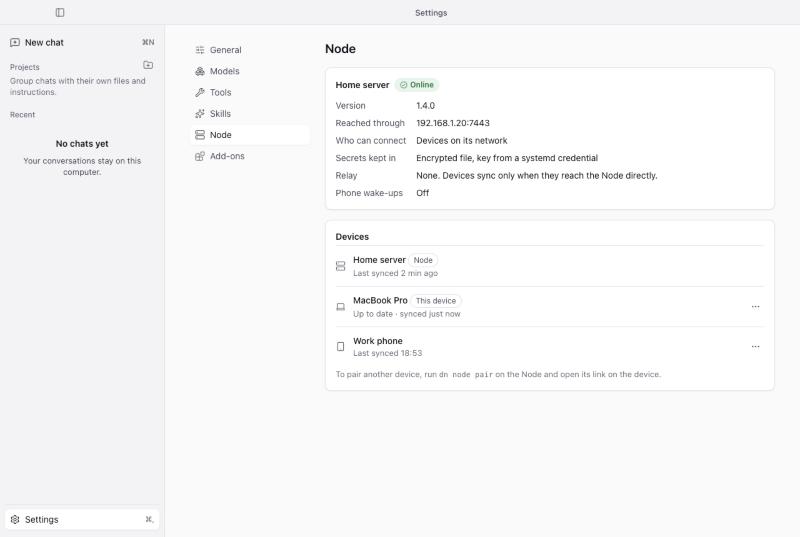 Settings
New chat
⌘N
Projects
Group chats with their own files and
instructions.
Recent
No chats yet
Your conversations stay on this
computer.
Settings
⌘,
General
Models
Tools
Skills
Node
Add-ons
Node
Home server Online
Version 1.4.0
Reached through 192.168.1.20:7443
Who can connect Devices on its network
Secrets kept in Encrypted file, key from a systemd credential
Relay None. Devices sync only when they reach the Node directly.
Phone wake-ups Off
Devices
Home server Node
Last synced 2 min ago
MacBook Pro This device
Up to date · synced just now
Work phone
Last synced 18:53
To pair another device, run dn node pair on the Node and open its link on the device.